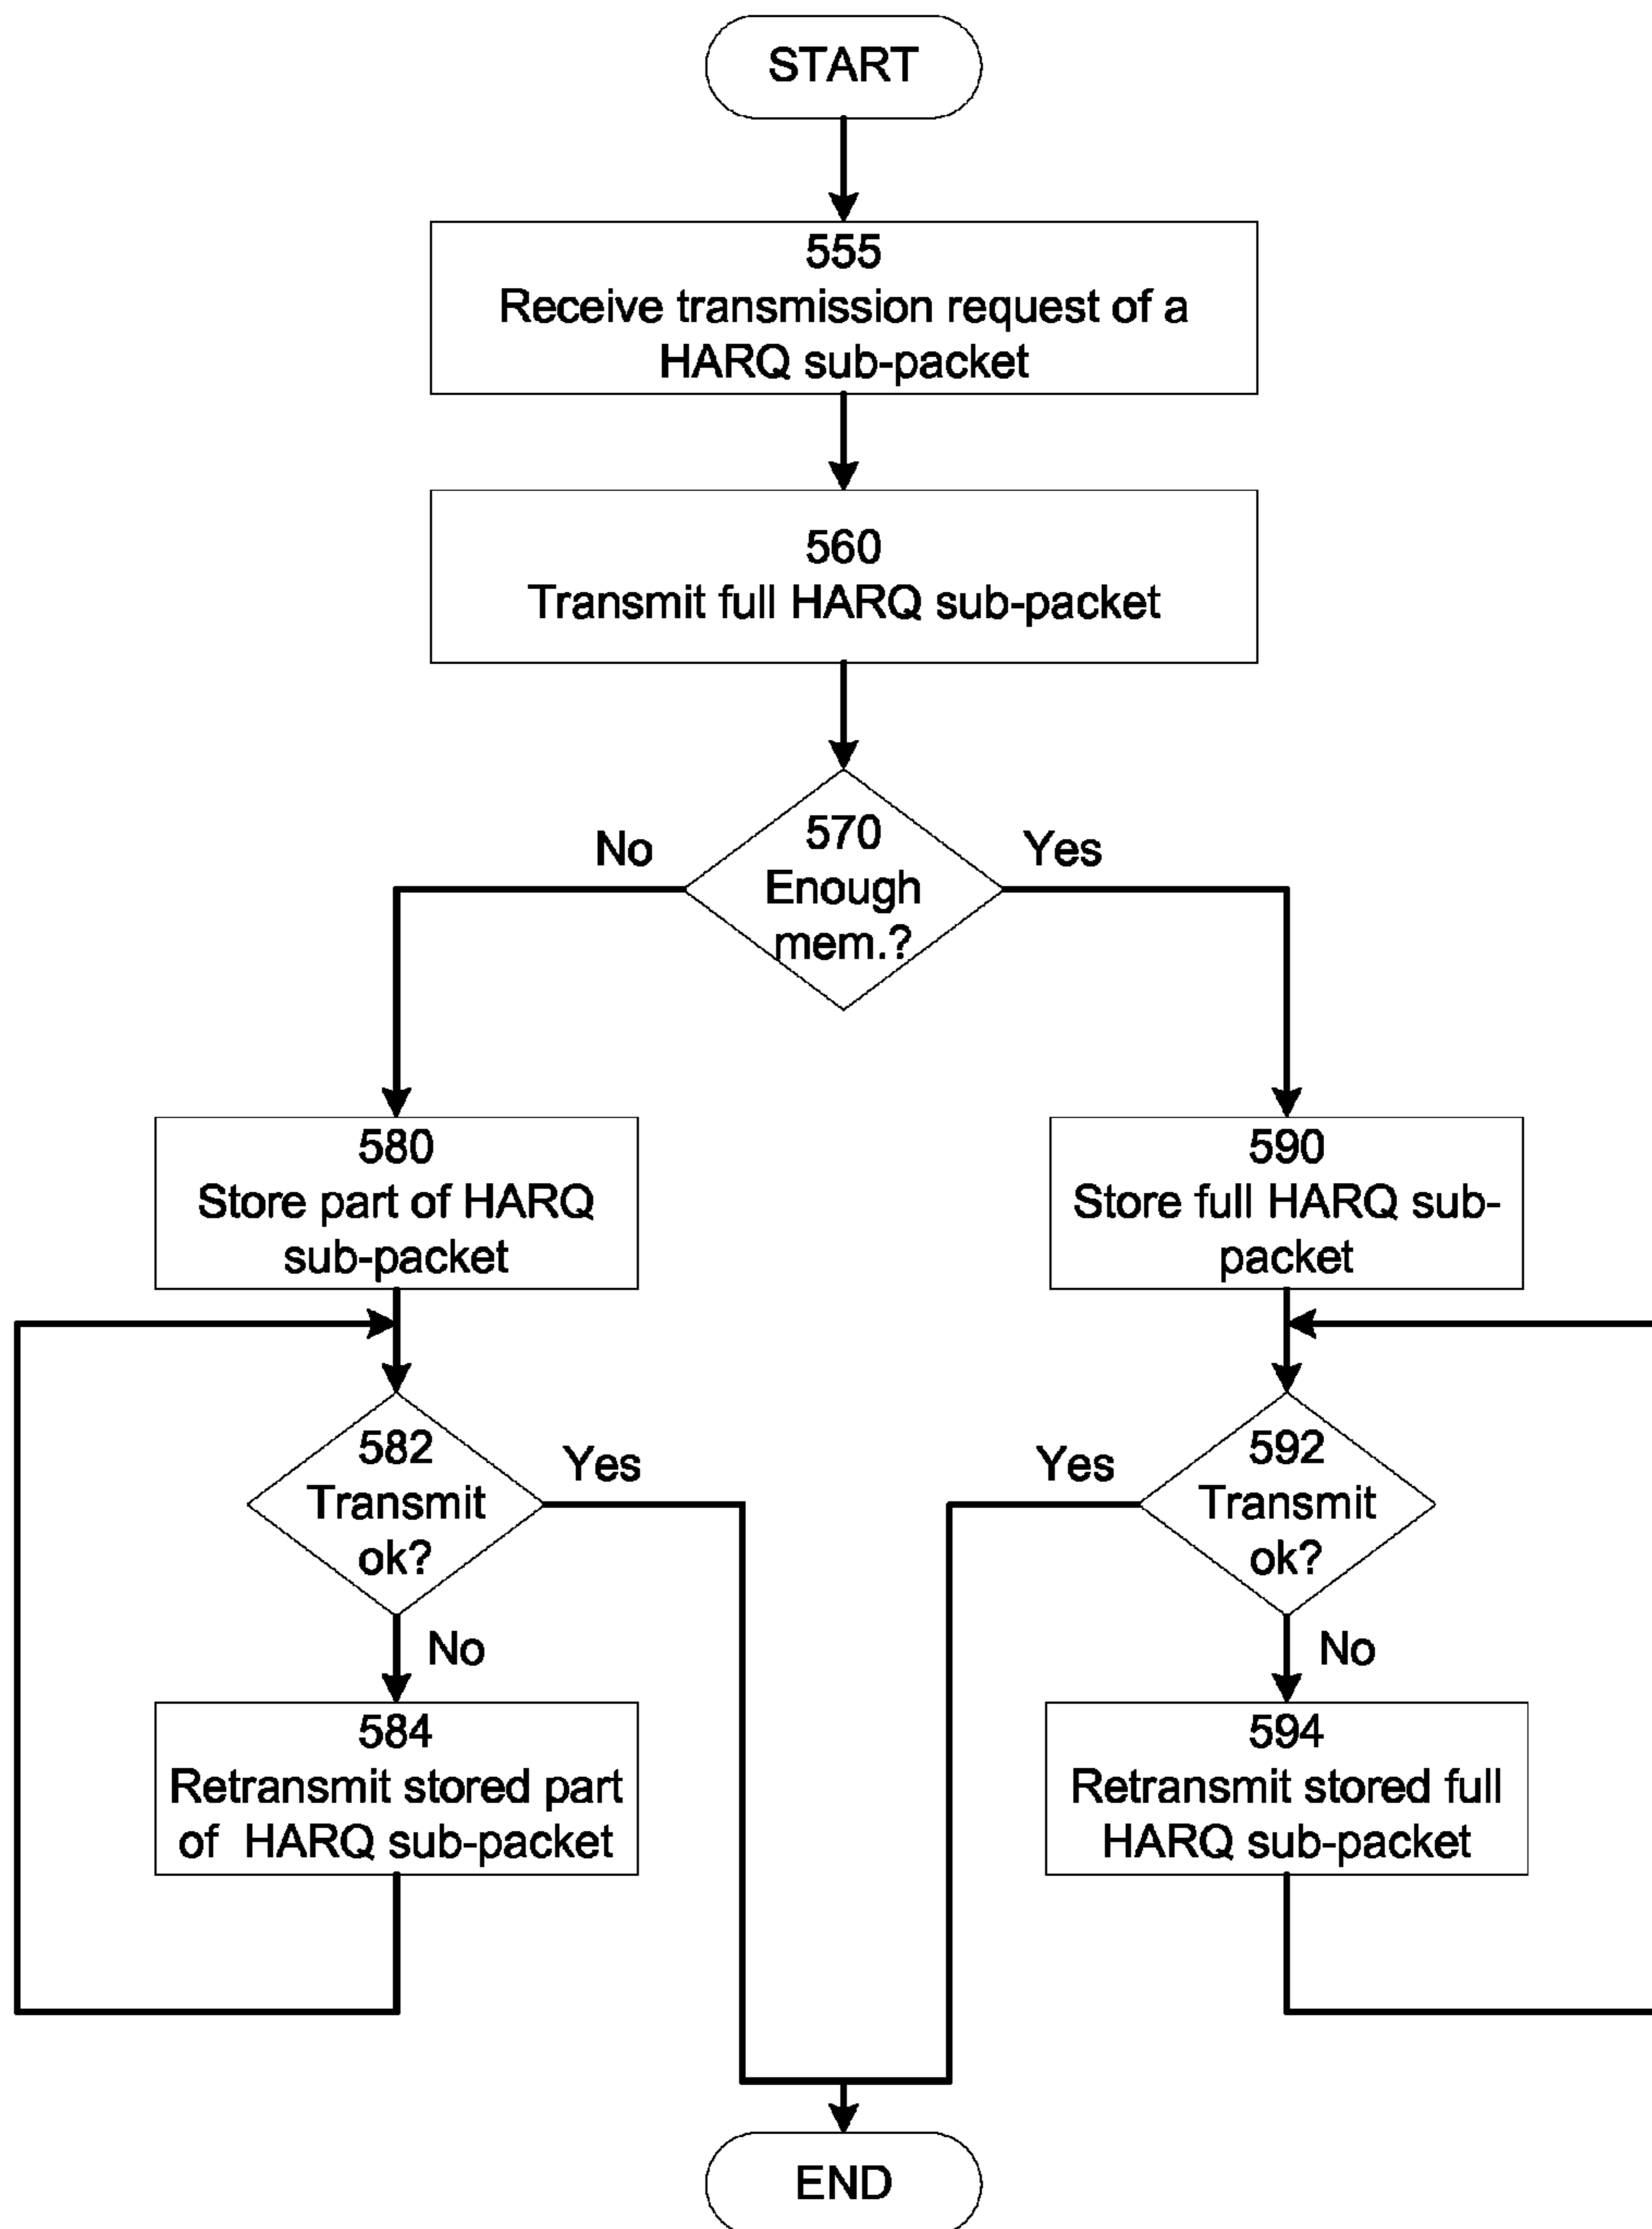 START
555
Receive transmission request of a
HARQ sub-packet
560
Transmit full HARQ sub-packet
570
Enough
mem.?
No
Yes
580
Store part of HARQ
sub-packet
590
Store full HARQ sub-
packet
582
Transmit
ok?
Yes
No
592
Transmit
ok?
Yes
No
584
Retransmit stored part
of HARQ sub-packet
594
Retransmit stored full
HARQ sub-packet
END